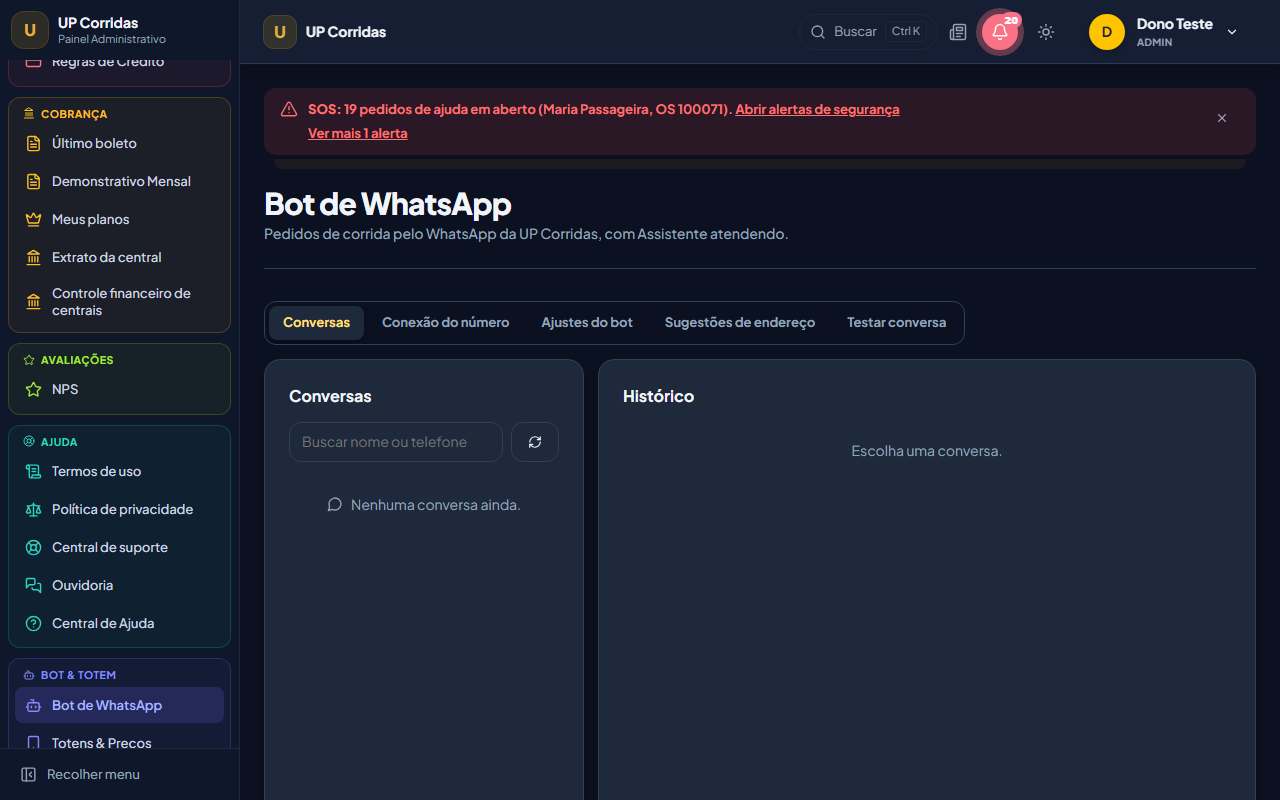 U
UP Corridas
Painel Administrativo
Regras de Crédito
COBRANÇA
Último boleto
Demonstrativo Mensal
Meus planos
Extrato da central
Controle financeiro de
centrais
AVALIAÇÕES
NPS
AJUDA
Termos de uso
Política de privacidade
Central de suporte
Ouvidoria
Central de Ajuda
BOT & TOTEM
Bot de WhatsApp
Totens & Preços
Recolher menu
U
UP Corridas
Buscar
Ctrl K
20
D
Dono Teste
ADMIN
SOS: 19 pedidos de ajuda em aberto (Maria Passageira, OS 100071). Abrir alertas de segurança
Ver mais 1 alerta
Bot de WhatsApp
Pedidos de corrida pelo WhatsApp da UP Corridas, com Assistente atendendo.
Conversas
Conexão do número
Ajustes do bot
Sugestões de endereço
Testar conversa
Conversas
Buscar nome ou telefone
Nenhuma conversa ainda.
Histórico
Escolha uma conversa.